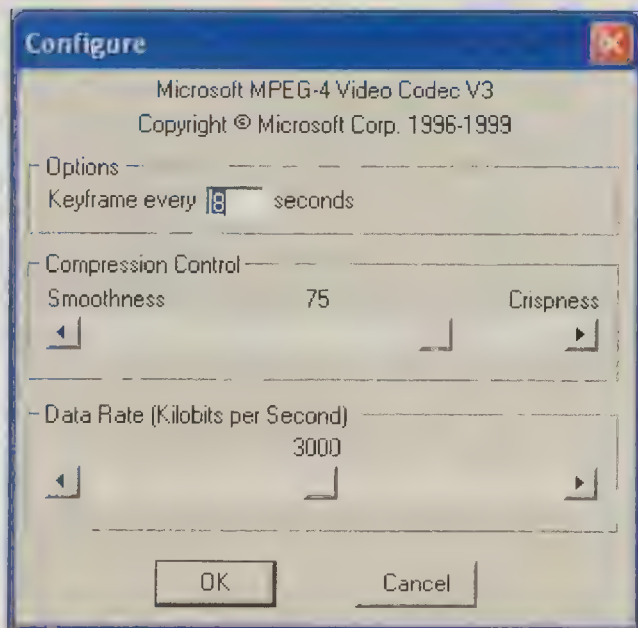 Configure
Microsoft MPEG-4 Video Codec V3
Copyright © Microsoft Corp. 1996-1999
Options
Keyframe every 8 seconds
Compression Control
Smoothness 75 Crispness
Data Rate (Kilobits per Second)
3000
OK Cancel